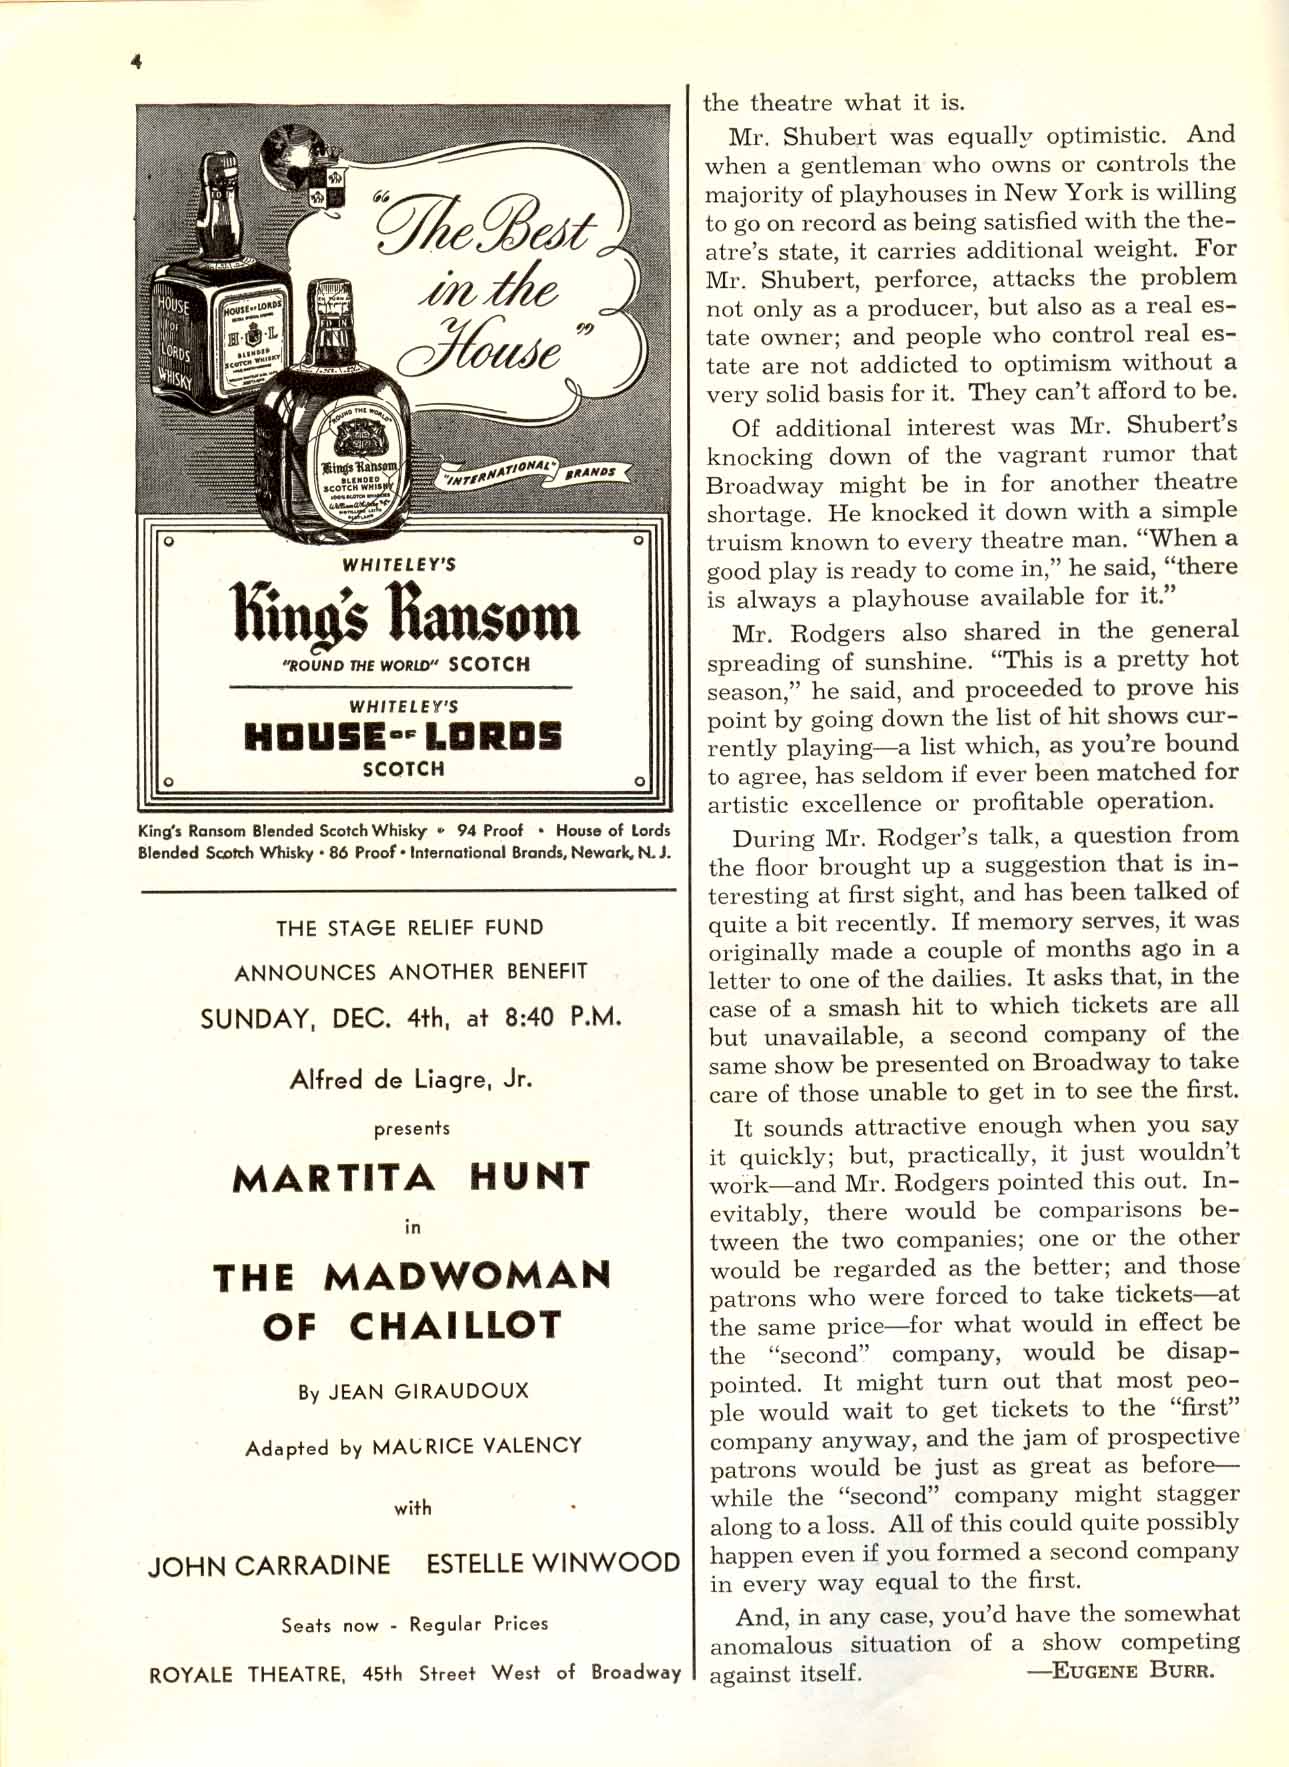 4
"The Best
in the
House"
HOUSE
OF
LORDS
WHISKY
HOUSE OF LORDS
H L
BLENDED
SCOTCH WHISKY
"ROUND THE WORLD"
King's Ransom
BLENDED
SCOTCH WHISKY
"INTERNATIONAL" BRANDS
WHITELEY'S
King's Ransom
"ROUND THE WORLD" SCOTCH
WHITELEY'S
HOUSE OF LORDS
SCOTCH
King's Ransom Blended Scotch Whisky • 94 Proof • House of Lords
Blended Scotch Whisky • 86 Proof • International Brands, Newark, N. J.
THE STAGE RELIEF FUND
ANNOUNCES ANOTHER BENEFIT
SUNDAY, DEC. 4th, at 8:40 P.M.
Alfred de Liagre, Jr.
presents
MARTITA HUNT
in
THE MADWOMAN
OF CHAILLOT
By JEAN GIRAUDOUX
Adapted by MAURICE VALENCY
with
JOHN CARRADINE ESTELLE WINWOOD
Seats now - Regular Prices
ROYALE THEATRE, 45th Street West of Broadway
the theatre what it is.
Mr. Shubert was equally optimistic. And
when a gentleman who owns or controls the
majority of playhouses in New York is willing
to go on record as being satisfied with the the-
atre's state, it carries additional weight. For
Mr. Shubert, perforce, attacks the problem
not only as a producer, but also as a real es-
tate owner; and people who control real es-
tate are not addicted to optimism without a
very solid basis for it. They can't afford to be.
Of additional interest was Mr. Shubert's
knocking down of the vagrant rumor that
Broadway might be in for another theatre
shortage. He knocked it down with a simple
truism known to every theatre man. "When a
good play is ready to come in," he said, "there
is always a playhouse available for it."
Mr. Rodgers also shared in the general
spreading of sunshine. "This is a pretty hot
season," he said, and proceeded to prove his
point by going down the list of hit shows cur-
rently playing—a list which, as you're bound
to agree, has seldom if ever been matched for
artistic excellence or profitable operation.
During Mr. Rodger's talk, a question from
the floor brought up a suggestion that is in-
teresting at first sight, and has been talked of
quite a bit recently. If memory serves, it was
originally made a couple of months ago in a
letter to one of the dailies. It asks that, in the
case of a smash hit to which tickets are all
but unavailable, a second company of the
same show be presented on Broadway to take
care of those unable to get in to see the first.
It sounds attractive enough when you say
it quickly; but, practically, it just wouldn't
work—and Mr. Rodgers pointed this out. In-
evitably, there would be comparisons be-
tween the two companies; one or the other
would be regarded as the better; and those
patrons who were forced to take tickets—at
the same price—for what would in effect be
the "second" company, would be disap-
pointed. It might turn out that most peo-
ple would wait to get tickets to the "first"
company anyway, and the jam of prospective
patrons would be just as great as before—
while the "second" company might stagger
along to a loss. All of this could quite possibly
happen even if you formed a second company
in every way equal to the first.
And, in any case, you'd have the somewhat
anomalous situation of a show competing
against itself. —EUGENE BURR.